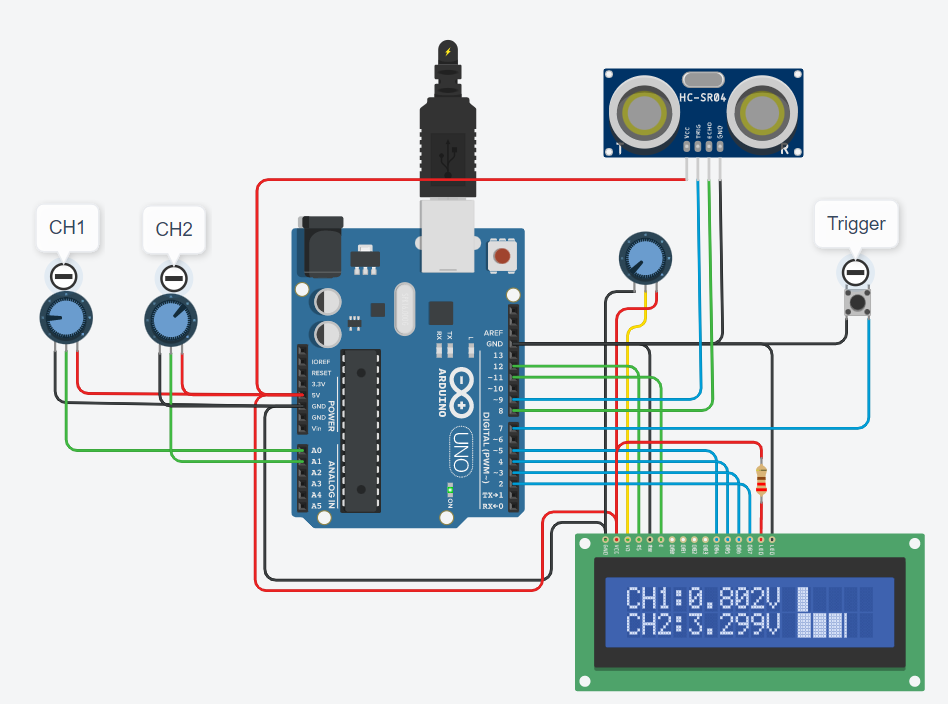 HC-SR04
VCC
TRIG
ECHO
GND
T
R
CH1
CH2
Trigger
AREF
GND
13
12
~11
~10
~9
8
7
~6
~5
4
~3
2
TX→1
RX←0
DIGITAL (PWM~)
IOREF
RESET
3.3V
5V
GND
GND
Vin
POWER
A0
A1
A2
A3
A4
A5
ANALOG IN
RX
TX
L
ARDUINO
UNO
ON
GND
VCC
V0
RS
RW
E
DB0
DB1
DB2
DB3
DB4
DB5
DB6
DB7
LED
LED
CH1:0.802V
CH2:3.299V